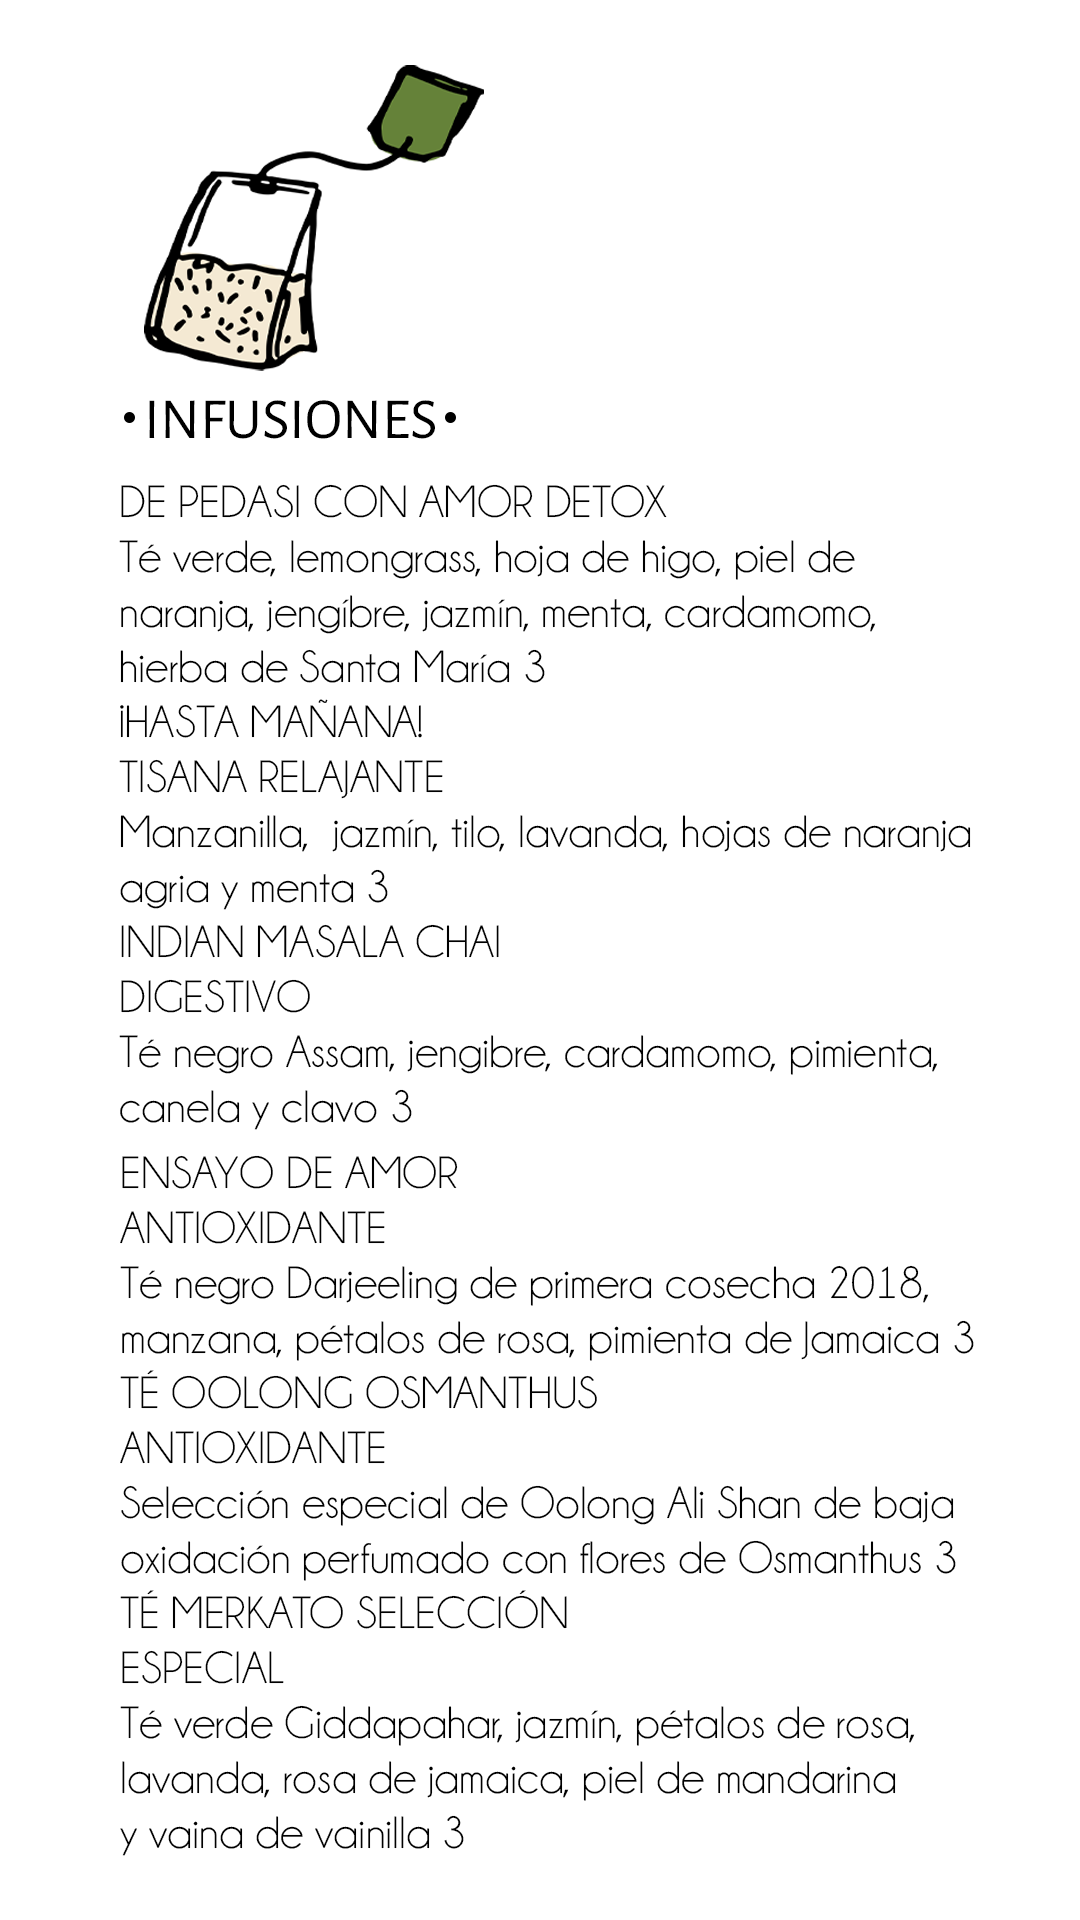 •INFUSIONES•
DE PEDASI CON AMOR DETOX
Té verde, lemongrass, hoja de higo, piel de
naranja, jengíbre, jazmín, menta, cardamomo,
hierba de Santa María 3
¡HASTA MAÑANA!
TISANA RELAJANTE
Manzanilla,  jazmín, tilo, lavanda, hojas de naranja
agria y menta 3
INDIAN MASALA CHAI
DIGESTIVO
Té negro Assam, jengibre, cardamomo, pimienta,
canela y clavo 3
ENSAYO DE AMOR
ANTIOXIDANTE
Té negro Darjeeling de primera cosecha 2018,
manzana, pétalos de rosa, pimienta de Jamaica 3
TÉ OOLONG OSMANTHUS
ANTIOXIDANTE
Selección especial de Oolong Ali Shan de baja
oxidación perfumado con flores de Osmanthus 3
TÉ MERKATO SELECCIÓN
ESPECIAL
Té verde Giddapahar, jazmín, pétalos de rosa,
lavanda, rosa de jamaica, piel de mandarina
y vaina de vainilla 3